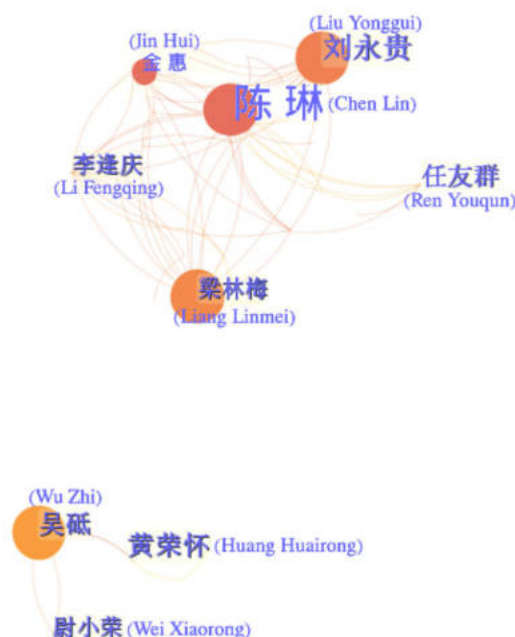 (Liu Yonggui)
刘永贵
(Jin Hui)
金惠
陈琳 (Chen Lin)
李逢庆
(Li Fengqing)
任友群
(Ren Youqun)
梁林梅
(Liang Linmei)
(Wu Zhi)
吴砥
黄荣怀 (Huang Huairong)
尉小荣 (Wei Xiaorong)